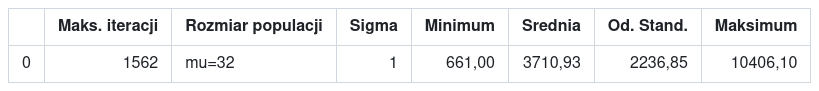 Maks. iteracji Rozmiar populacji Sigma Minimum Srednia Od. Stand. Maksimum
0 1562 mu=32 1 661,00 3710,93 2236,85 10406,10